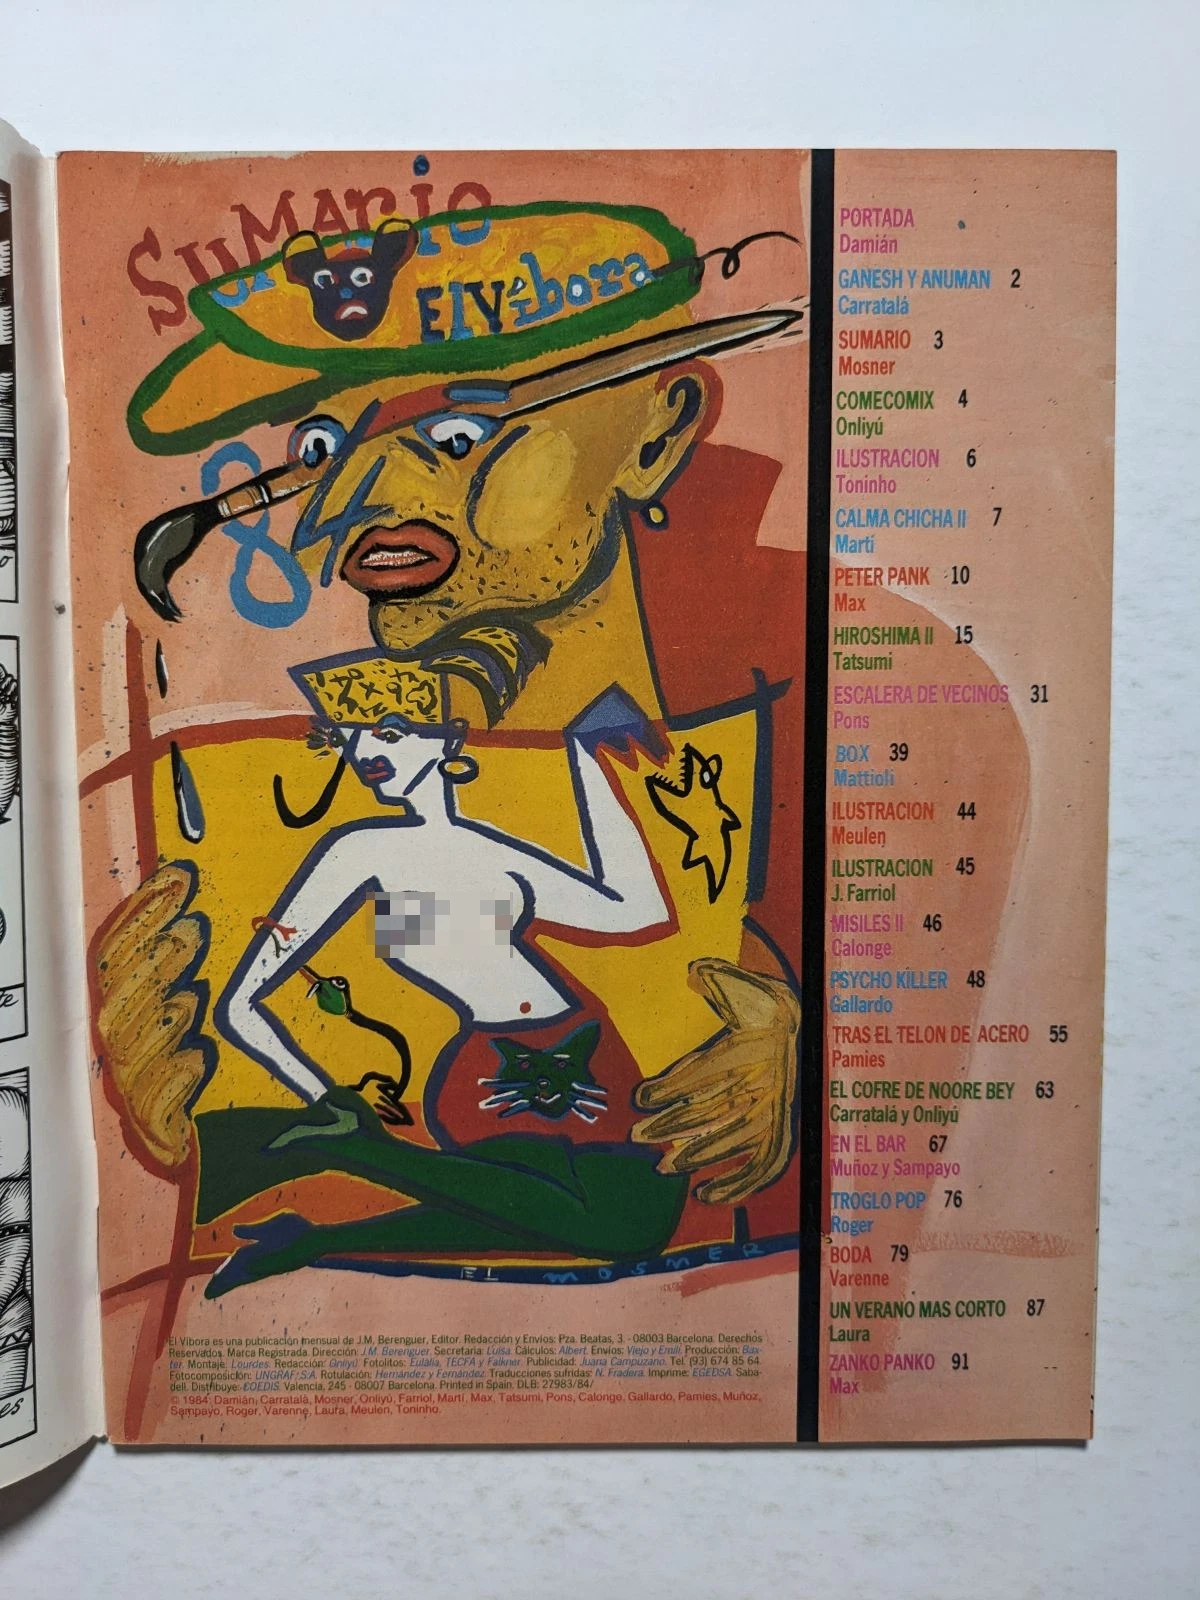 SUMARIO
El Víbora
84
EL MOSNER
PORTADA
Damián
GANESH Y ANUMAN 2
Carratalá
SUMARIO 3
Mosner
COMECOMIX 4
Onliyú
ILUSTRACION 6
Toninho
CALMA CHICHA II 7
Martí
PETER PANK 10
Max
HIROSHIMA II 15
Tatsumi
ESCALERA DE VECINOS 31
Pons
BOX 39
Mattioli
ILUSTRACION 44
Meulen
ILUSTRACION 45
J. Farriol
MISILES II 46
Calonge
PSYCHO KILLER 48
Gallardo
TRAS EL TELON DE ACERO 55
Pamies
EL COFRE DE NOORE BEY 63
Carratalá y Onliyú
EN EL BAR 67
Muñoz y Sampayo
TROGLO POP 76
Roger
BODA 79
Varenne
UN VERANO MAS CORTO 87
Laura
ZANKO PANKO 91
Max
El Víbora es una publicación mensual de J.M. Berenguer, Editor. Redacción y Envíos: Pza. Beatas, 3. - 08003 Barcelona. Derechos
Reservados. Marca Registrada. Dirección: J.M. Berenguer. Secretaria: Luisa. Cálculos: Albert. Envíos: Viejo y Emili. Producción: Bax-
ter. Montaje: Lourdes. Redacción: Onliyú. Fotolitos: Eulàlia, TECFA y Falkner. Publicidad: Juana Campuzano. Tel. (93) 674 85 64.
Fotocomposición: UNGRAF, S.A. Rotulación: Hernández y Fernández. Traducciones sufridas: N. Fradera. Imprime: EGEDSA. Saba-
dell. Distribuye: COEDIS. Valencia, 245 - 08007 Barcelona. Printed in Spain. DLB: 27983/84/
© 1984: Damián, Carratalá, Mosner, Onliyú, Farriol, Martí, Max, Tatsumi, Pons, Calonge, Gallardo, Pamies, Muñoz,
Sampayo, Roger, Varenne, Laura, Meulen, Toninho.